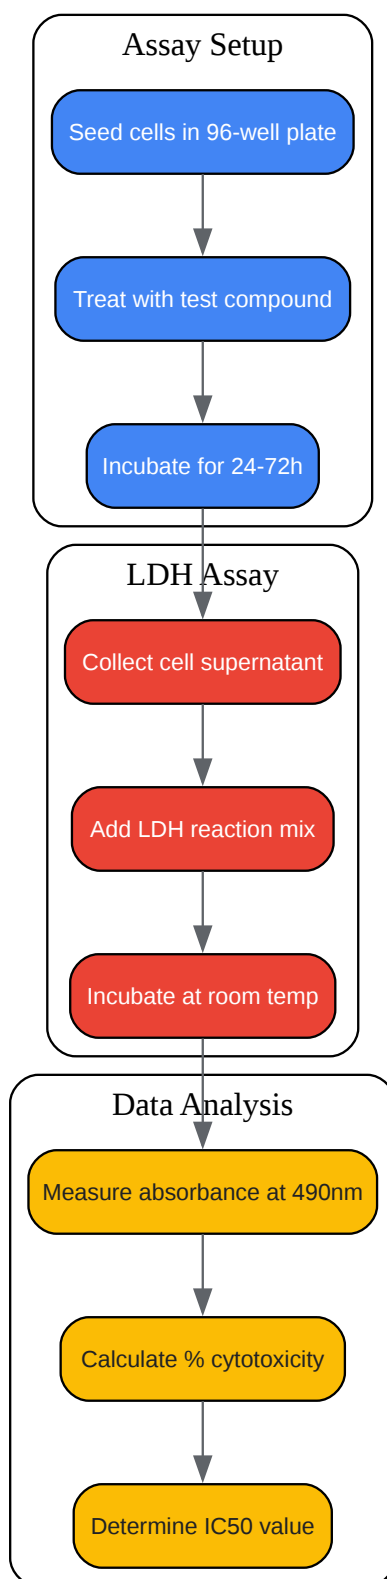 Assay Setup
Seed cells in 96-well plate
Treat with test compound
Incubate for 24-72h
LDH Assay
Collect cell supernatant
Add LDH reaction mix
Incubate at room temp
Data Analysis
Measure absorbance at 490nm
Calculate % cytotoxicity
Determine IC50 value